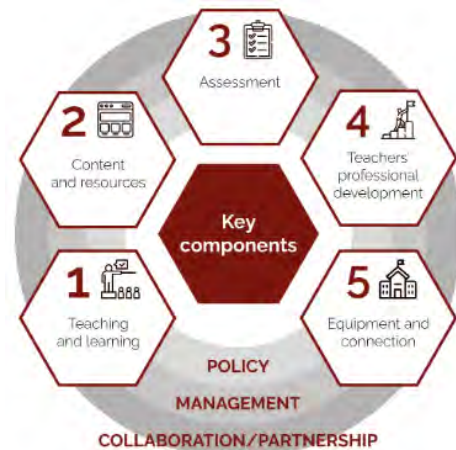 3
Assessment
2
Content
and resources
4
Teachers'
professional
development
Key
components
1
Teaching
and learning
5
Equipment and
connection
POLICY
MANAGEMENT
COLLABORATION/PARTNERSHIP